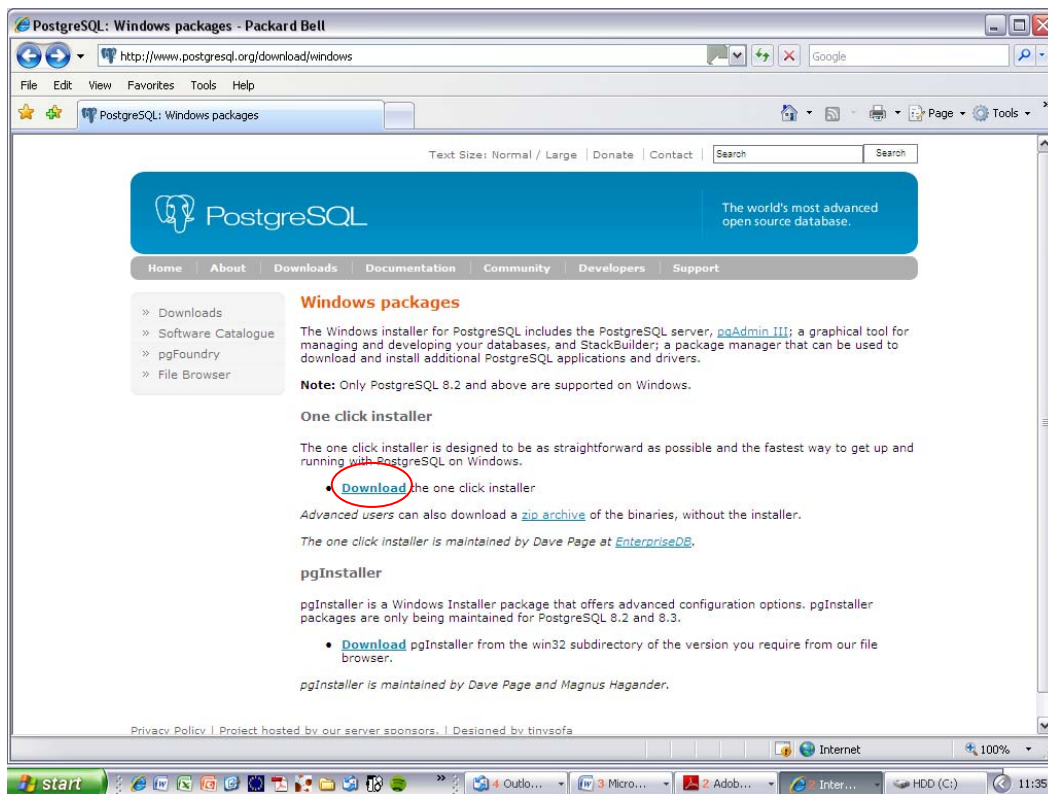 PostgreSQL: Windows packages - Packard Bell
http://www.postgresql.org/download/windows
Google
File Edit View Favorites Tools Help
PostgreSQL: Windows packages
Page Tools
Text Size: Normal / Large | Donate | Contact | Search Search
PostgreSQL
The world's most advanced
open source database.
Home About Downloads Documentation Community Developers Support
» Downloads
» Software Catalogue
» pgFoundry
» File Browser
Windows packages
The Windows installer for PostgreSQL includes the PostgreSQL server, pgAdmin III; a graphical tool for
managing and developing your databases, and StackBuilder; a package manager that can be used to
download and install additional PostgreSQL applications and drivers.
Note: Only PostgreSQL 8.2 and above are supported on Windows.
One click installer
The one click installer is designed to be as straightforward as possible and the fastest way to get up and
running with PostgreSQL on Windows.
• Download the one click installer
Advanced users can also download a zip archive of the binaries, without the installer.
The one click installer is maintained by Dave Page at EnterpriseDB.
pgInstaller
pgInstaller is a Windows Installer package that offers advanced configuration options. pgInstaller
packages are only being maintained for PostgreSQL 8.2 and 8.3.
• Download pgInstaller from the win32 subdirectory of the version you require from our file
browser.
pgInstaller is maintained by Dave Page and Magnus Hagander.
Privacy Policy | Project hosted by our server sponsors. | Designed by tinysofa
Internet 100%
start 4 Outlo... 3 Micro... 2 Adob... 2 Inter... HDD (C:) 11:35